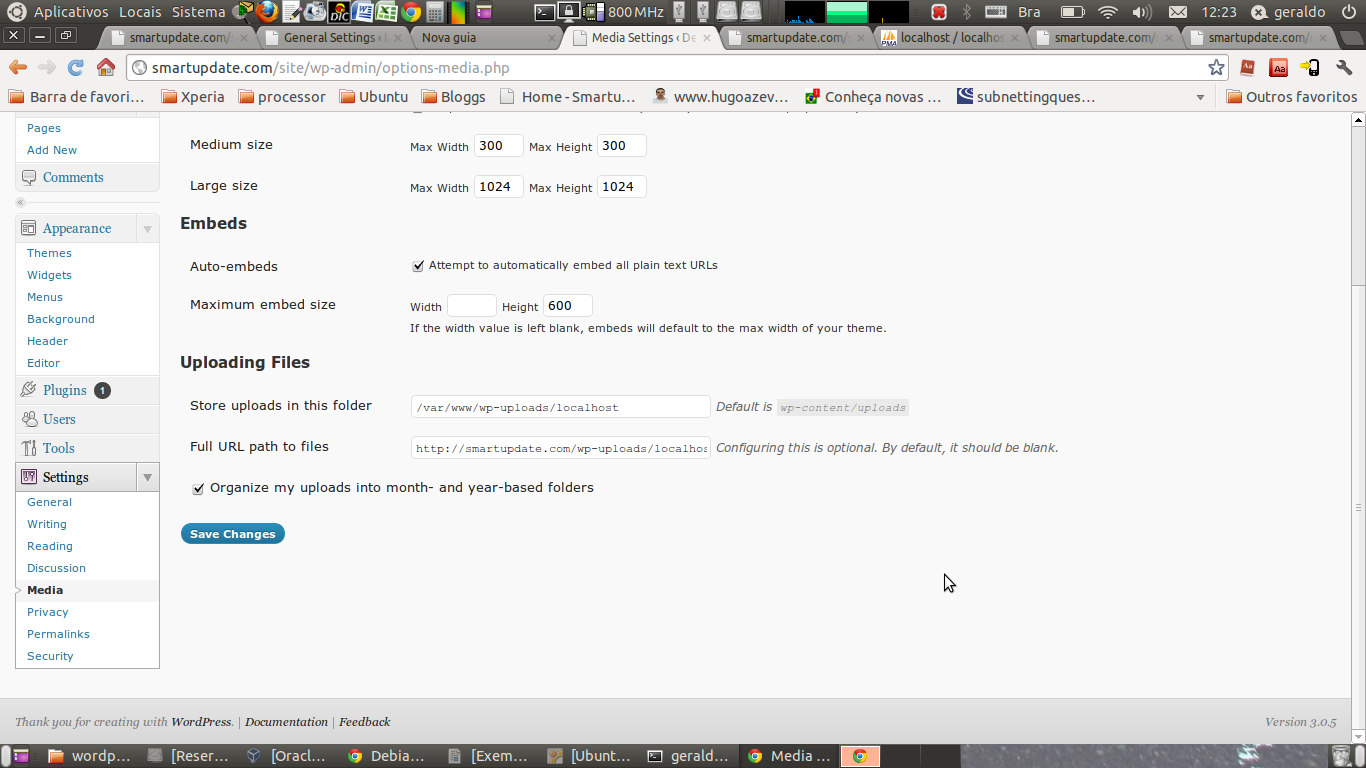 Aplicativos Locais Sistema 800 MHz Bra 12:23 geraldo
smartupdate.com/ General Settings ‹ Nova guia Media Settings ‹ De smartupdate.com/ localhost / localhos smartupdate.com/ smartupdate.com/
smartupdate.com/site/wp-admin/options-media.php
Barra de favori... Xperia processor Ubuntu Bloggs Home - Smartu... www.hugoazev... Conheça novas ... subnettingques... Outros favoritos
Pages
Add New
Comments
Appearance
Themes
Widgets
Menus
Background
Header
Editor
Plugins 1
Users
Tools
Settings
General
Writing
Reading
Discussion
Media
Privacy
Permalinks
Security
Medium size Max Width 300 Max Height 300
Large size Max Width 1024 Max Height 1024
Embeds
Auto-embeds Attempt to automatically embed all plain text URLs
Maximum embed size Width Height 600
If the width value is left blank, embeds will default to the max width of your theme.
Uploading Files
Store uploads in this folder /var/www/wp-uploads/localhost Default is wp-content/uploads
Full URL path to files http://smartupdate.com/wp-uploads/localhos Configuring this is optional. By default, it should be blank.
Organize my uploads into month- and year-based folders
Save Changes
Thank you for creating with WordPress. | Documentation | Feedback Version 3.0.5
wordp... [Reser... [Oracl... Debia... [Exem... [Ubunt... gerald... Media ...